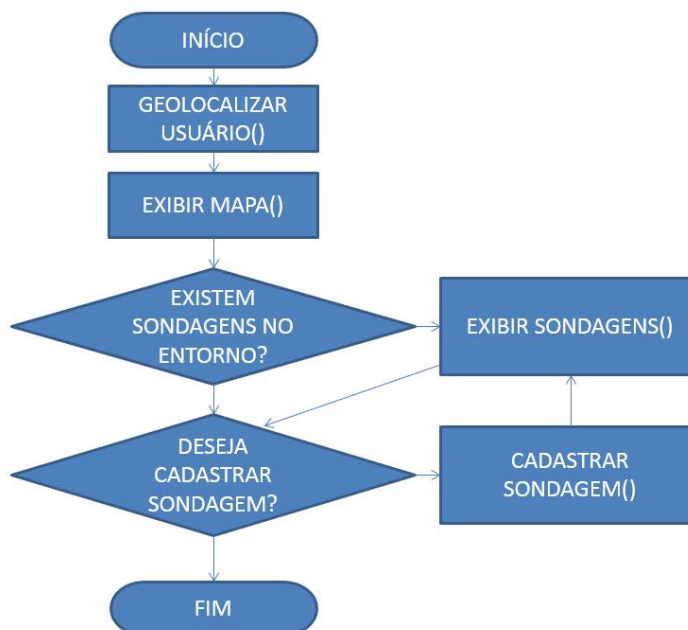 INÍCIO
GEOLOCALIZAR
USUÁRIO()
EXIBIR MAPA()
EXISTEM
SONDAGENS NO
ENTORNO?
EXIBIR SONDAGENS()
DESEJA
CADASTRAR
SONDAGEM?
CADASTRAR
SONDAGEM()
FIM